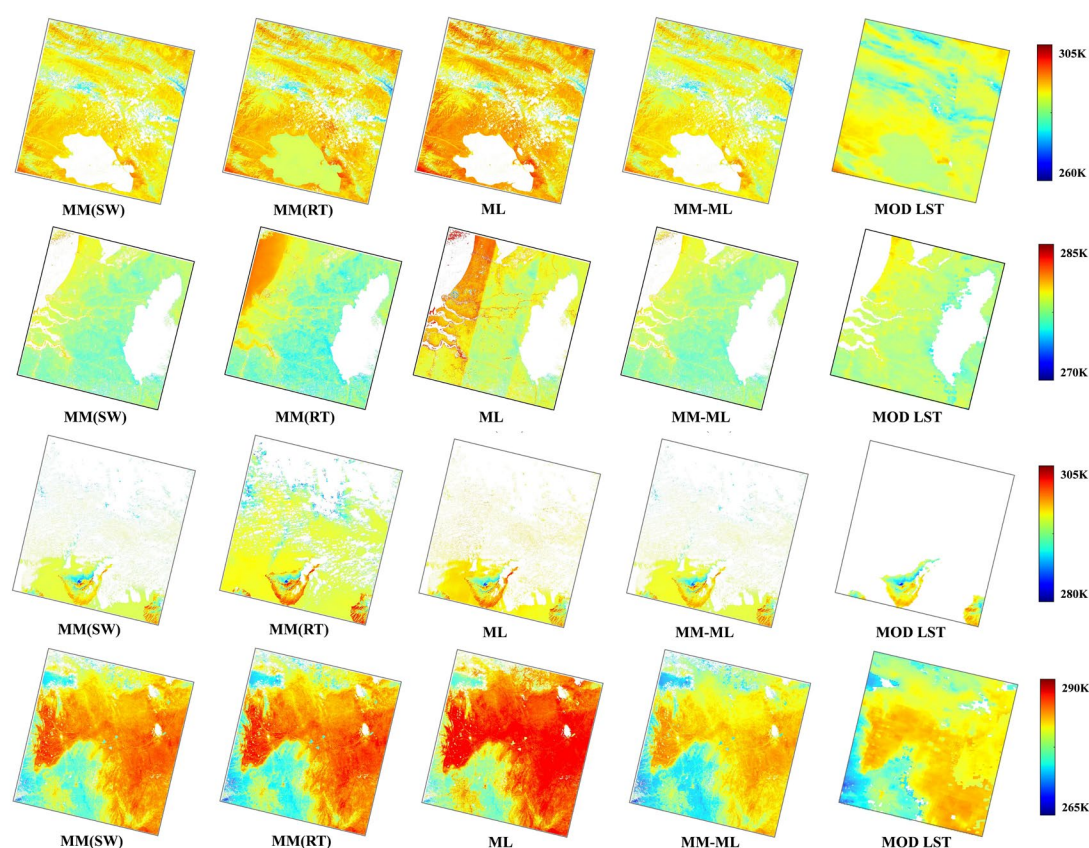 305K
260K
MM(SW) MM(RT) ML MM-ML MOD LST
285K
270K
MM(SW) MM(RT) ML MM-ML MOD LST
305K
280K
MM(SW) MM(RT) ML MM-ML MOD LST
290K
265K
MM(SW) MM(RT) ML MM-ML MOD LST